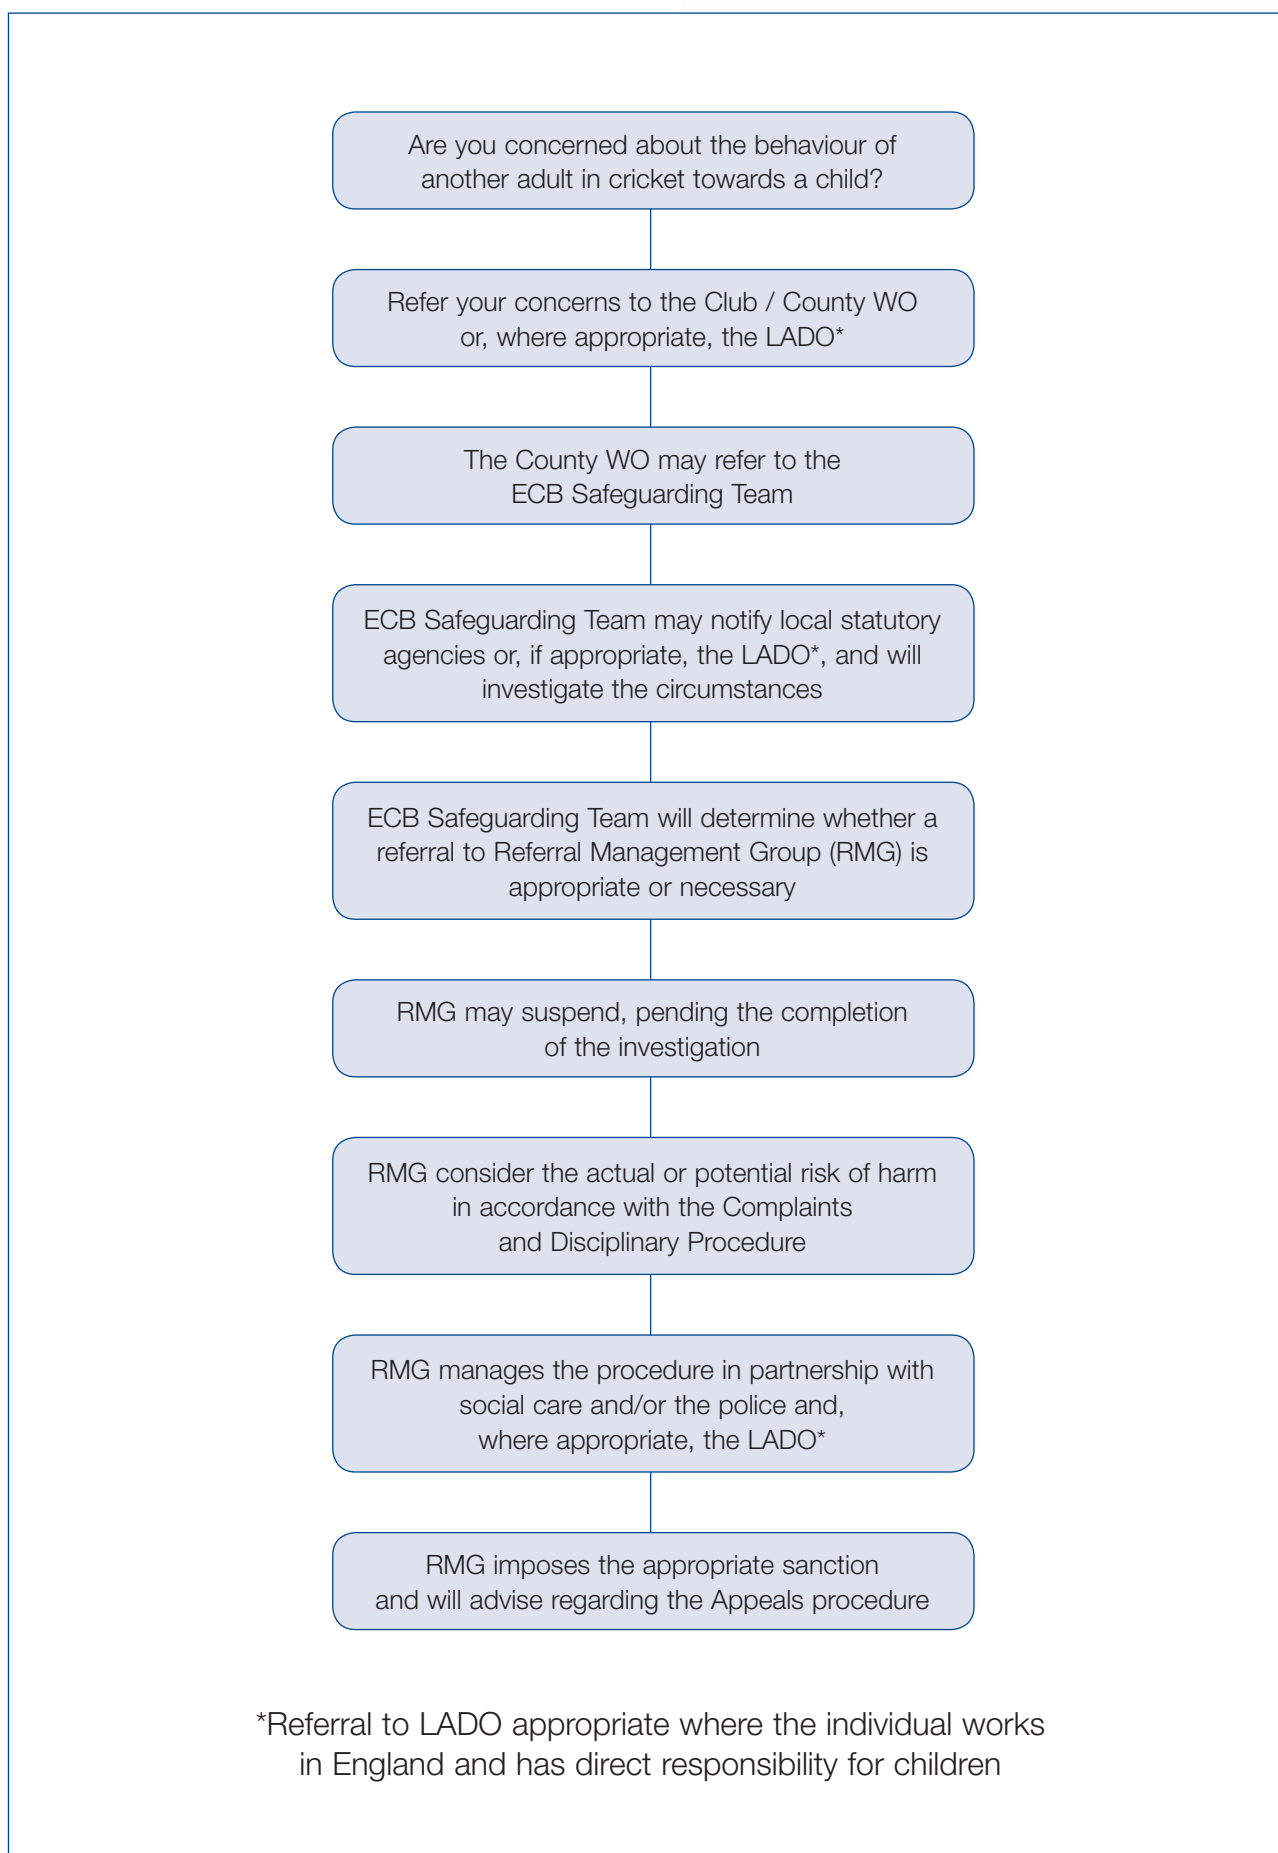 Are you concerned about the behaviour of
another adult in cricket towards a child?
Refer your concerns to the Club / County WO
or, where appropriate, the LADO*
The County WO may refer to the
ECB Safeguarding Team
ECB Safeguarding Team may notify local statutory
agencies or, if appropriate, the LADO*, and will
investigate the circumstances
ECB Safeguarding Team will determine whether a
referral to Referral Management Group (RMG) is
appropriate or necessary
RMG may suspend, pending the completion
of the investigation
RMG consider the actual or potential risk of harm
in accordance with the Complaints
and Disciplinary Procedure
RMG manages the procedure in partnership with
social care and/or the police and,
where appropriate, the LADO*
RMG imposes the appropriate sanction
and will advise regarding the Appeals procedure
*Referral to LADO appropriate where the individual works
in England and has direct responsibility for children